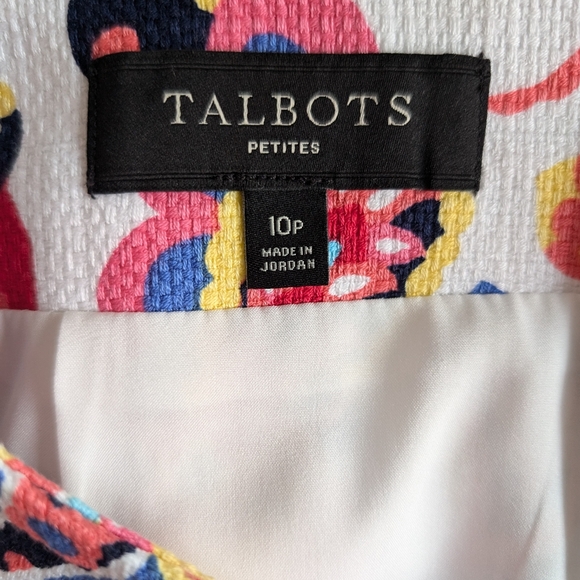 TALBOTS
PETITES
10P
MADE IN
JORDAN